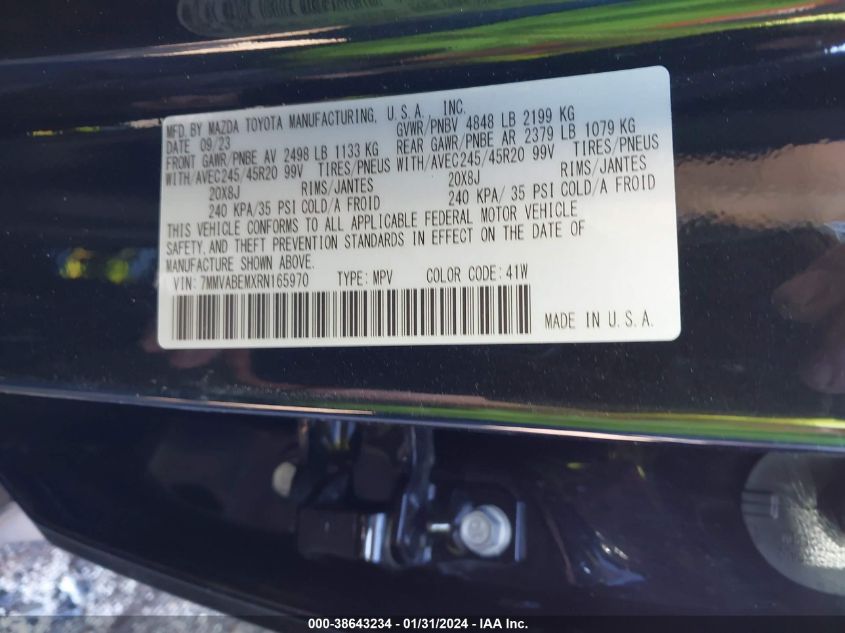 MFD. BY MAZDA TOYOTA MANUFACTURING, U.S.A. INC.
DATE 09/23 GVWR/PNBV 4848 LB 2199 KG
FRONT GAWR/PNBE AV 2498 LB 1133 KG REAR GAWR/PNBE AR 2379 LB 1079 KG
WITH/AVEC245/45R20 99V TIRES/PNEUS WITH/AVEC245/45R20 99V TIRES/PNEUS
20X8J RIMS/JANTES 20X8J RIMS/JANTES
240 KPA/35 PSI COLD/A FROID 240 KPA/ 35 PSI COLD/A FROID
THIS VEHICLE CONFORMS TO ALL APPLICABLE FEDERAL MOTOR VEHICLE
SAFETY, AND THEFT PREVENTION STANDARDS IN EFFECT ON THE DATE OF
MANUFACTURE SHOWN ABOVE.
VIN: 7MMVABEMXRN165970 TYPE: MPV COLOR CODE: 41W
MADE IN U.S.A.
000-38643234 - 01/31/2024 - IAA Inc.